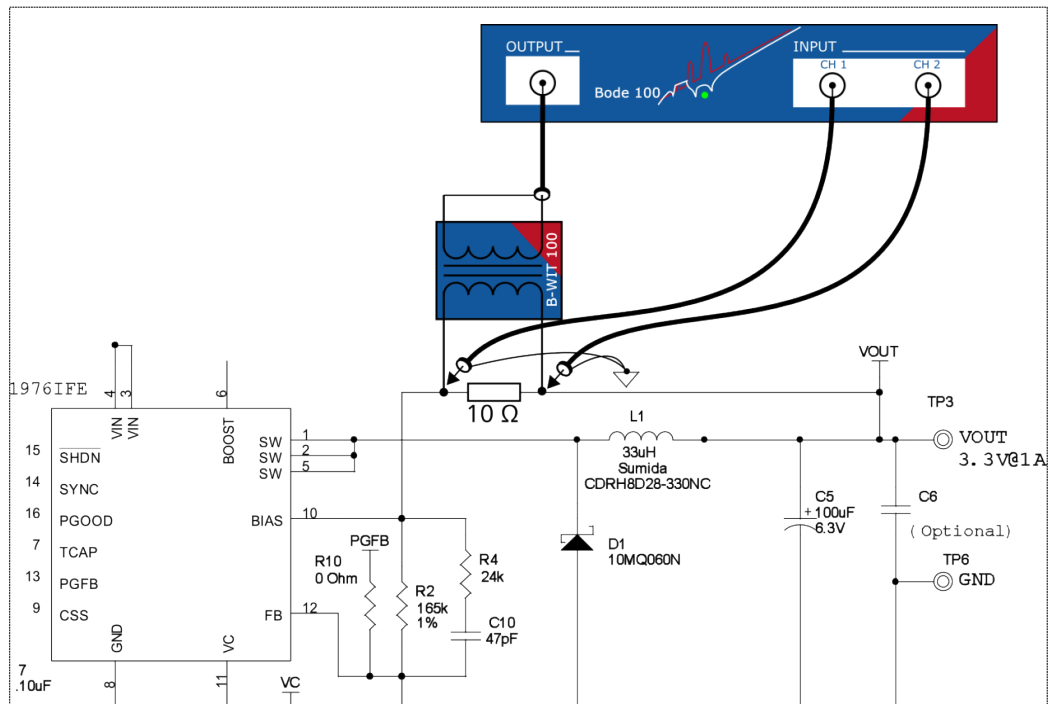 OUTPUT
INPUT
CH 1
CH 2
Bode 100
B-WIT 100
10 Ω
VOUT
1976IFE
4
3
6
VIN
VIN
BOOST
15
SHDN
14
SYNC
16
PGOOD
7
TCAP
13
PGFB
9
CSS
SW
1
SW
2
SW
5
BIAS
10
FB
12
GND
VC
8
11
VC
7
.10uF
PGFB
R10
0 Ohm
R2
165k
1%
R4
24k
C10
47pF
L1
33uH
Sumida
CDRH8D28-330NC
D1
10MQ060N
C5
+100uF
6.3V
C6
(Optional)
TP3
VOUT
3.3V@1A
TP6
GND